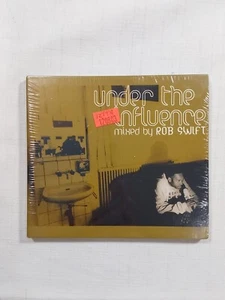 under the
influence
mixed by ROB SWIFT